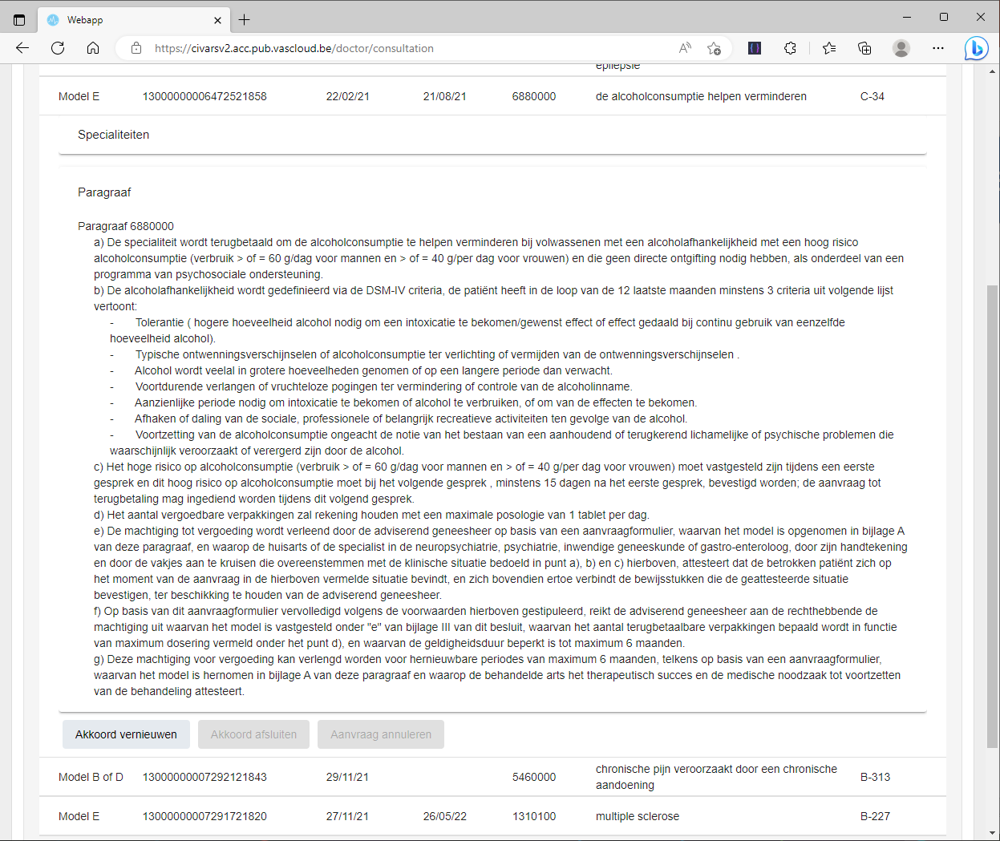 Webapp
https://civarsv2.acc.pub.vascloud.be/doctor/consultation
epilepsie
Model E 13000000006472521858 22/02/21 21/08/21 6880000 de alcoholconsumptie helpen verminderen C-34
Specialiteiten
Paragraaf
Paragraaf 6880000
a) De specialiteit wordt terugbetaald om de alcoholconsumptie te helpen verminderen bij volwassenen met een alcoholafhankelijkheid met een hoog risico
alcoholconsumptie (verbruik > of = 60 g/dag voor mannen en > of = 40 g/per dag voor vrouwen) en die geen directe ontgifting nodig hebben, als onderdeel van een
programma van psychosociale ondersteuning.
b) De alcoholafhankelijkheid wordt gedefinieerd via de DSM-IV criteria, de patiënt heeft in de loop van de 12 laatste maanden minstens 3 criteria uit volgende lijst
vertoont:
- Tolerantie ( hogere hoeveelheid alcohol nodig om een intoxicatie te bekomen/gewenst effect of effect gedaald bij continu gebruik van eenzelfde
hoeveelheid alcohol).
- Typische ontwenningsverschijnselen of alcoholconsumptie ter verlichting of vermijden van de ontwenningsverschijnselen .
- Alcohol wordt veelal in grotere hoeveelheden genomen of op een langere periode dan verwacht.
- Voortdurende verlangen of vruchteloze pogingen ter vermindering of controle van de alcoholinname.
- Aanzienlijke periode nodig om intoxicatie te bekomen of alcohol te verbruiken, of om van de effecten te bekomen.
- Afhaken of daling van de sociale, professionele of belangrijk recreatieve activiteiten ten gevolge van de alcohol.
- Voortzetting van de alcoholconsumptie ongeacht de notie van het bestaan van een aanhoudend of terugkerend lichamelijke of psychische problemen die
waarschijnlijk veroorzaakt of verergerd zijn door de alcohol.
c) Het hoge risico op alcoholconsumptie (verbruik > of = 60 g/dag voor mannen en > of = 40 g/per dag voor vrouwen) moet vastgesteld zijn tijdens een eerste
gesprek en dit hoog risico op alcoholconsumptie moet bij het volgende gesprek , minstens 15 dagen na het eerste gesprek, bevestigd worden; de aanvraag tot
terugbetaling mag ingediend worden tijdens dit volgend gesprek.
d) Het aantal vergoedbare verpakkingen zal rekening houden met een maximale posologie van 1 tablet per dag.
e) De machtiging tot vergoeding wordt verleend door de adviserend geneesheer op basis van een aanvraagformulier, waarvan het model is opgenomen in bijlage A
van deze paragraaf, en waarop de huisarts of de specialist in de neuropsychiatrie, psychiatrie, inwendige geneeskunde of gastro-enteroloog, door zijn handtekening
en door de vakjes aan te kruisen die overeenstemmen met de klinische situatie bedoeld in punt a), b) en c) hierboven, attesteert dat de betrokken patiënt zich op
het moment van de aanvraag in de hierboven vermelde situatie bevindt, en zich bovendien ertoe verbindt de bewijsstukken die de geattesteerde situatie
bevestigen, ter beschikking te houden van de adviserend geneesheer.
f) Op basis van dit aanvraagformulier vervolledigd volgens de voorwaarden hierboven gestipuleerd, reikt de adviserend geneesheer aan de rechthebbende de
machtiging uit waarvan het model is vastgesteld onder "e" van bijlage III van dit besluit, waarvan het aantal terugbetaalbare verpakkingen bepaald wordt in functie
van maximum dosering vermeld onder het punt d), en waarvan de geldigheidsduur beperkt is tot maximum 6 maanden.
g) Deze machtiging voor vergoeding kan verlengd worden voor hernieuwbare periodes van maximum 6 maanden, telkens op basis van een aanvraagformulier,
waarvan het model is hernomen in bijlage A van deze paragraaf en waarop de behandelde arts het therapeutisch succes en de medische noodzaak tot voortzetten
van de behandeling attesteert.
Akkoord vernieuwen Akkoord afsluiten Aanvraag annuleren
Model B of D 13000000007292121843 29/11/21 5460000 chronische pijn veroorzaakt door een chronische
aandoening B-313
Model E 13000000007291721820 27/11/21 26/05/22 1310100 multiple sclerose B-227